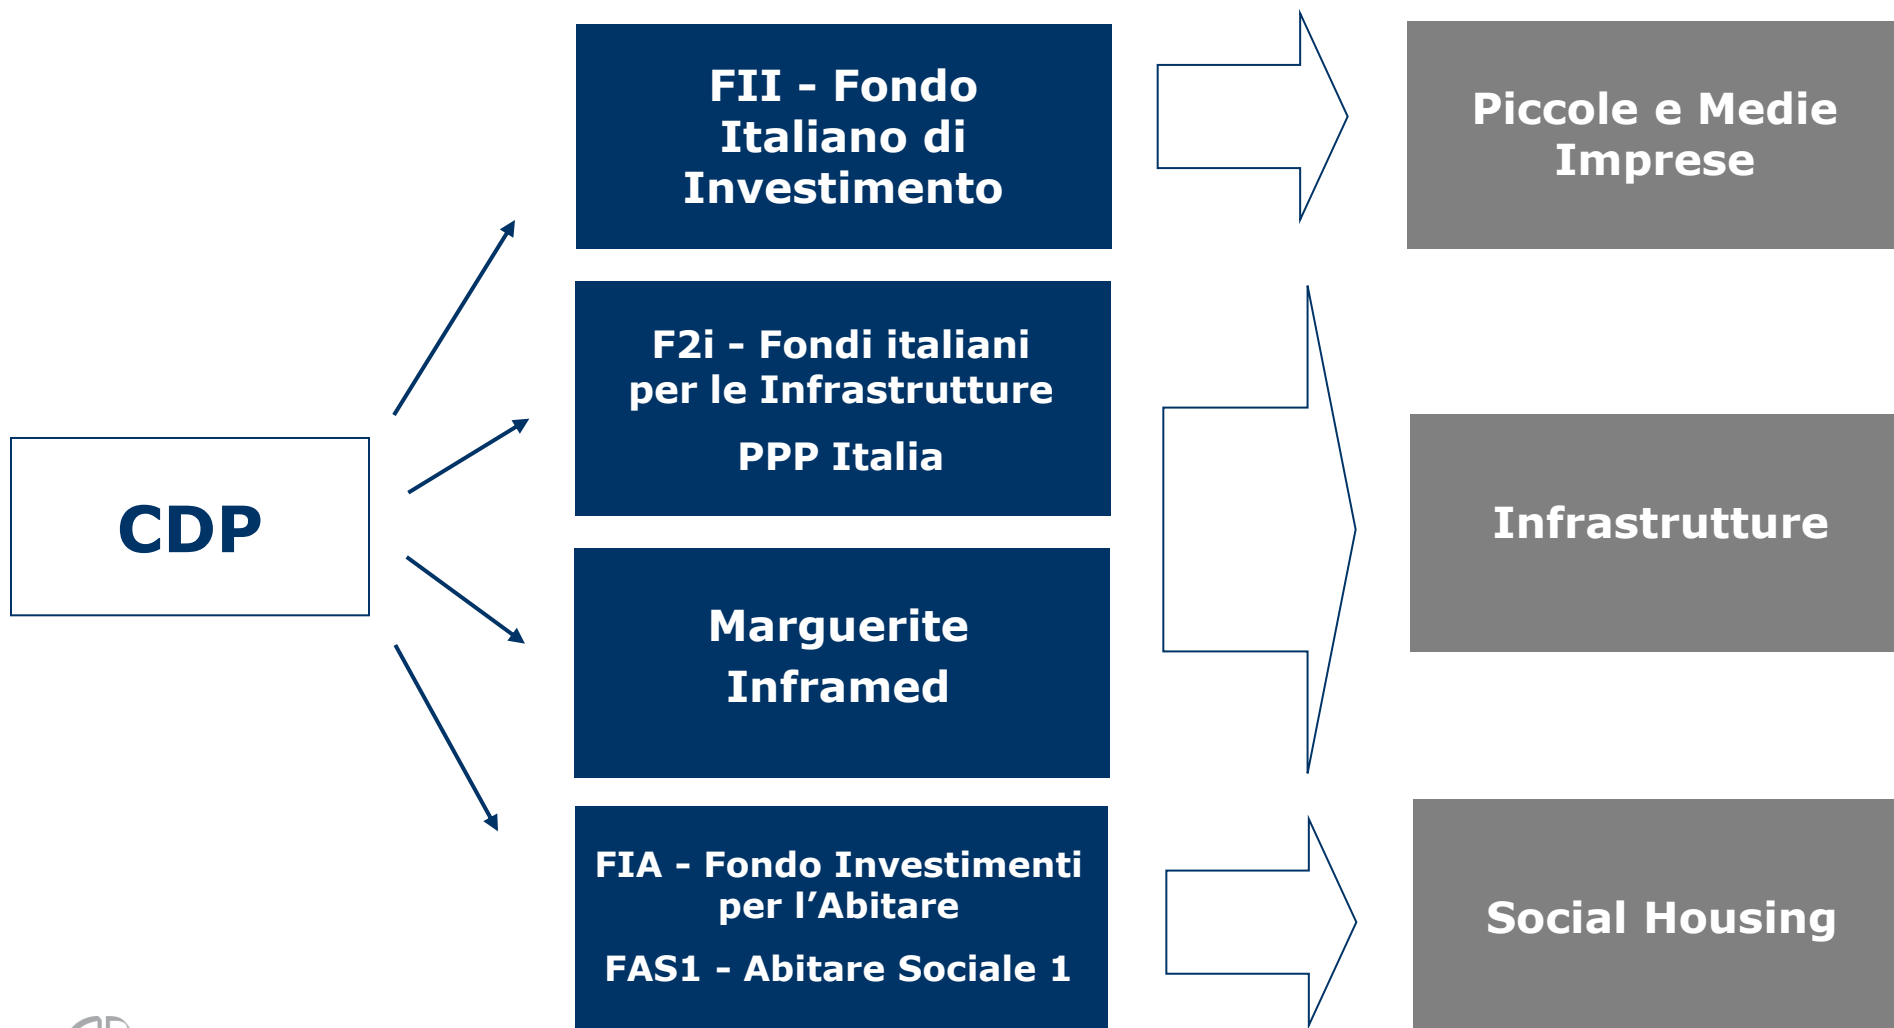 FII - Fondo
Italiano di
Investimento
Piccole e Medie
Imprese
F2i – Fondi italiani
per le Infrastrutture
PPP Italia
CDP
Infrastrutture
Marguerite
Inframed
FIA – Fondo Investimenti
per l’Abitare
FAS1 – Abitare Sociale 1
Social Housing